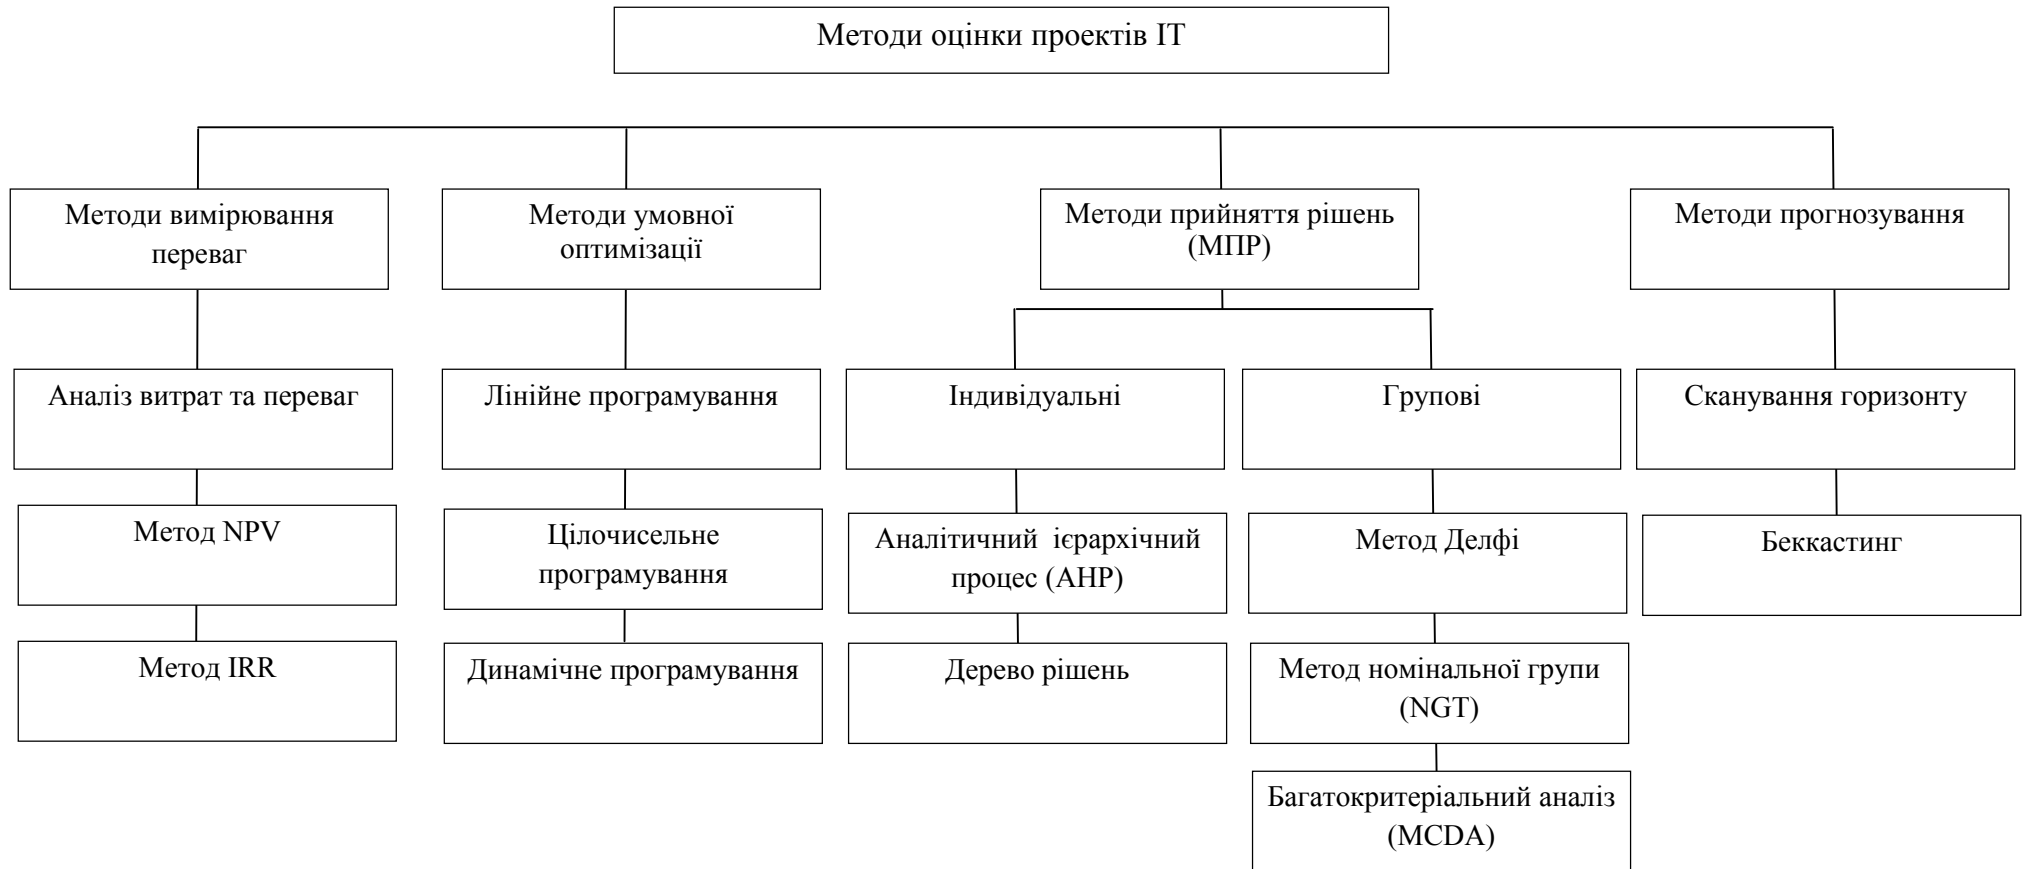 Методи оцінки проектів ІТ
Методи вимірювання
переваг
Методи умовної
оптимізації
Методи прийняття рішень
(МПР)
Методи прогнозування
Аналіз витрат та переваг
Лінійне програмування
Індивідуальні
Групові
Сканування горизонту
Метод NPV
Цілочисельне
програмування
Аналітичний ієрархічний
процес (AHP)
Метод Делфі
Беккастинг
Метод IRR
Динамічне програмування
Дерево рішень
Метод номінальної групи
(NGT)
Багатокритеріальний аналіз
(MCDA)